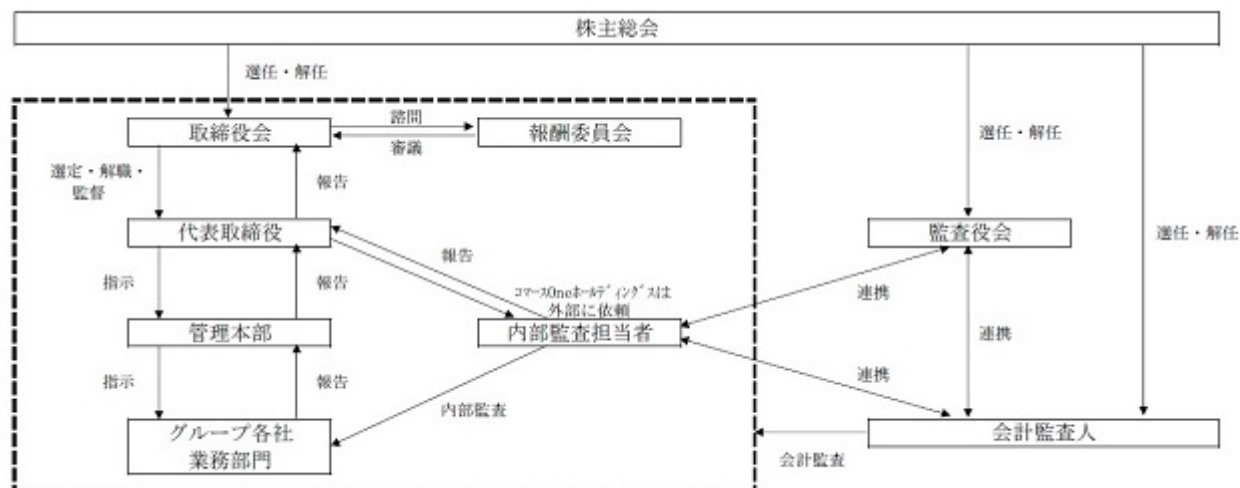 株主総会
選任・解任
取締役会
諮問
審議
報酬委員会
選任・解任
選定・解職・
監督
報告
代表取締役
監査役会
選任・解任
報告
指示
報告
コマースOneホールディングスは
外部に依頼
連携
管理本部
内部監査担当者
連携
指示
報告
連携
内部監査
グループ各社
業務部門
会計監査人
会計監査